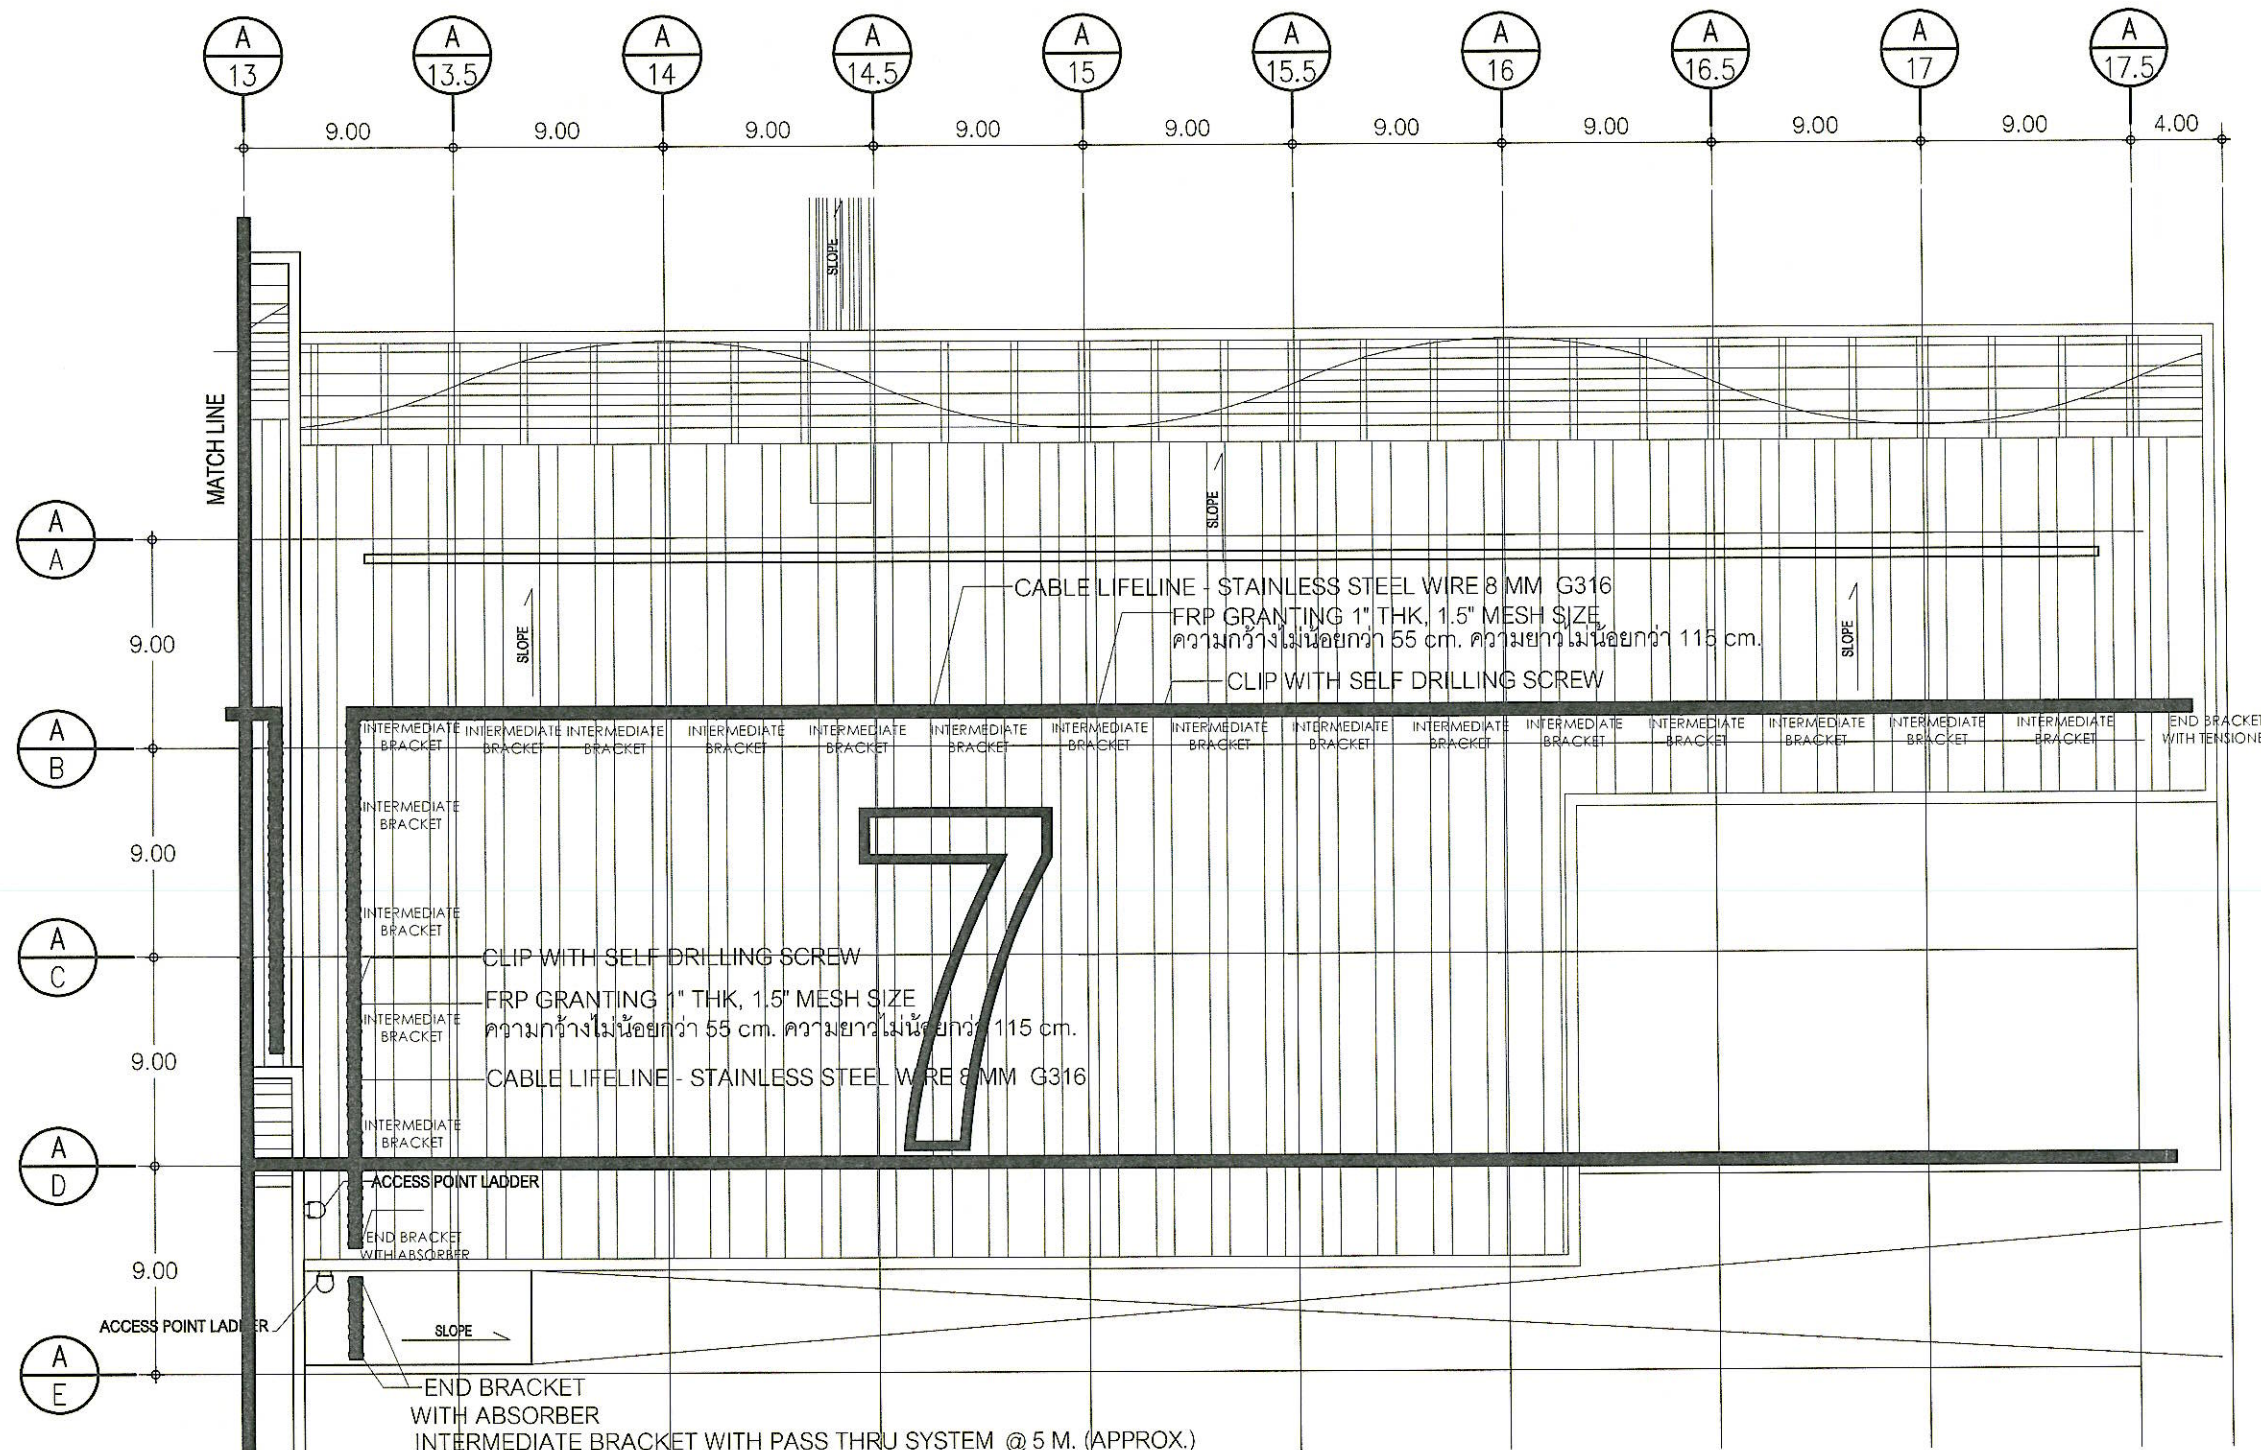 A
13
A
13.5
A
14
A
14.5
A
15
A
15.5
A
16
A
16.5
A
17
A
17.5
9.00
9.00
9.00
9.00
9.00
9.00
9.00
9.00
9.00
4.00
SLOPE
MATCH LINE
SLOPE
A
A
CABLE LIFELINE - STAINLESS STEEL WIRE 8 MM G316
FRP GRANTING 1" THK, 1.5" MESH SIZE
ความกว้างไม่น้อยกว่า 55 cm. ความยาวไม่น้อยกว่า 115 cm.
CLIP WITH SELF DRILLING SCREW
9.00
SLOPE
SLOPE
INTERMEDIATE
BRACKET
INTERMEDIATE
BRACKET
INTERMEDIATE
BRACKET
INTERMEDIATE
BRACKET
INTERMEDIATE
BRACKET
INTERMEDIATE
BRACKET
INTERMEDIATE
BRACKET
INTERMEDIATE
BRACKET
INTERMEDIATE
BRACKET
INTERMEDIATE
BRACKET
INTERMEDIATE
BRACKET
INTERMEDIATE
BRACKET
INTERMEDIATE
BRACKET
INTERMEDIATE
BRACKET
INTERMEDIATE
BRACKET
END BRACKET
WITH TENSIONE
A
B
INTERMEDIATE
BRACKET
9.00
7
INTERMEDIATE
BRACKET
A
C
CLIP WITH SELF DRILLING SCREW
FRP GRANTING 1" THK, 1.5" MESH SIZE
ความกว้างไม่น้อยกว่า 55 cm. ความยาวไม่น้อยกว่า 115 cm.
INTERMEDIATE
BRACKET
9.00
CABLE LIFELINE - STAINLESS STEEL WIRE 8 MM G316
INTERMEDIATE
BRACKET
A
D
ACCESS POINT LADDER
END BRACKET
WITH ABSORBER
9.00
ACCESS POINT LADDER
SLOPE
A
E
END BRACKET
WITH ABSORBER
INTERMEDIATE BRACKET WITH PASS THRU SYSTEM @ 5 M. (APPROX.)